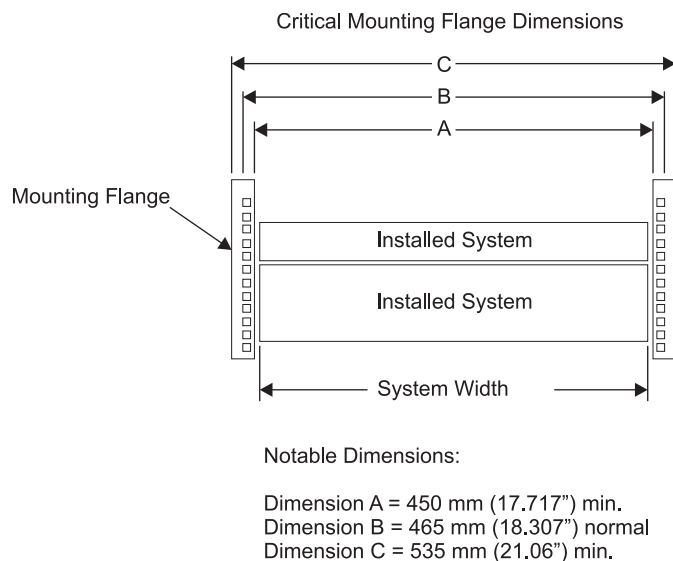 Critical Mounting Flange Dimensions
C
B
A
Mounting Flange
Installed System
Installed System
System Width
Notable Dimensions:
Dimension A = 450 mm (17.717”) min.
Dimension B = 465 mm (18.307”) normal
Dimension C = 535 mm (21.06”) min.